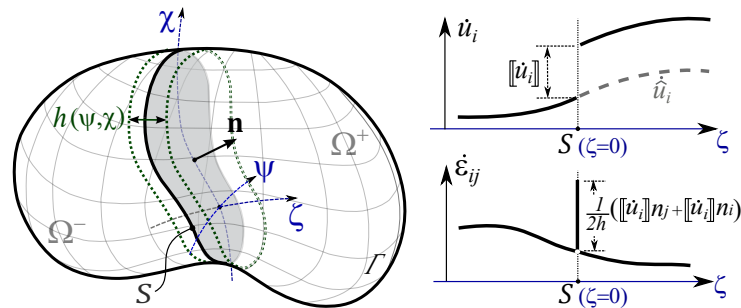 χ
h(ψ,χ)
n
Ω⁺
ψ
ζ
Ω⁻
S
Γ
u̇ᵢ
⟦u̇ᵢ⟧
û̇ᵢ
S (ζ=0)
ζ
ε̇ᵢⱼ
1/2h (⟦u̇ᵢ⟧nⱼ+⟦u̇ᵢ⟧nᵢ)
S (ζ=0)
ζ